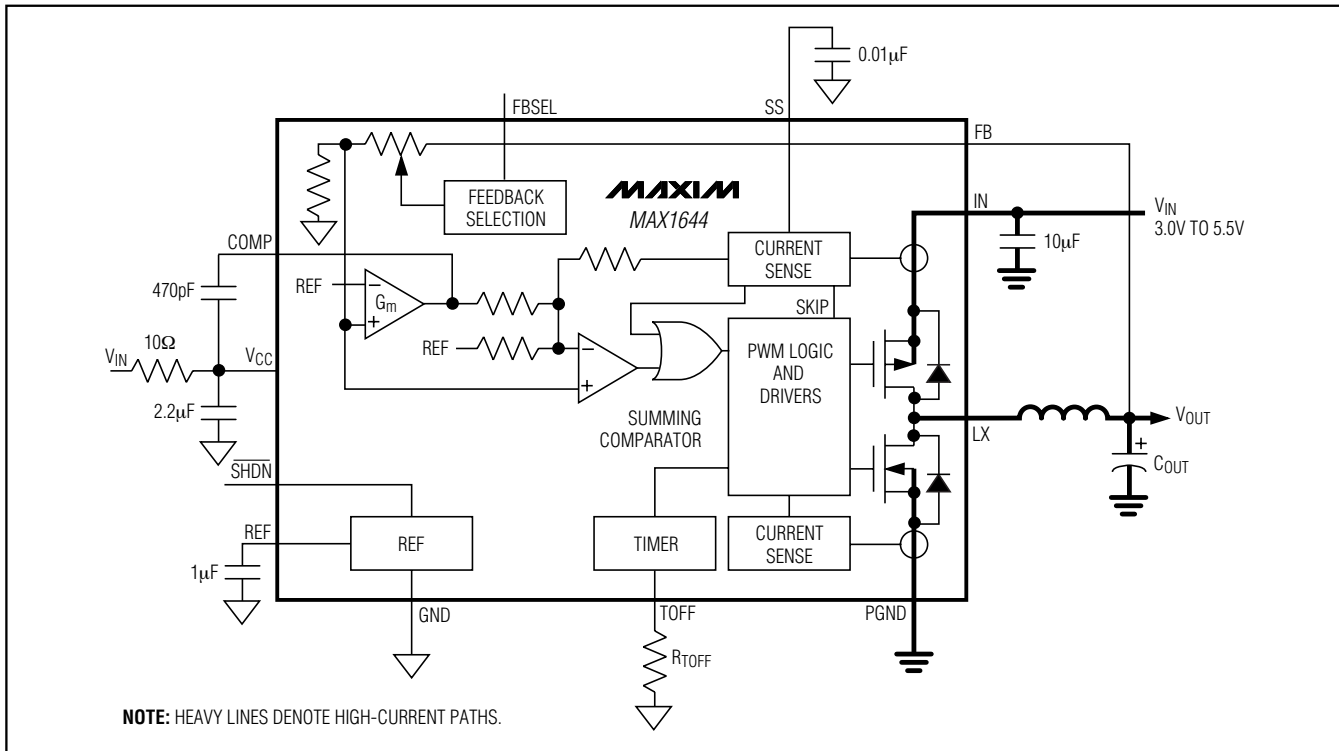 0.01µF
FBSEL
SS
FB
MAXIM
MAX1644
FEEDBACK
SELECTION
IN
VIN
3.0V TO 5.5V
10µF
COMP
CURRENT
SENSE
470pF
REF
−
Gm
+
SKIP
REF
−
+
PWM LOGIC
AND
DRIVERS
10Ω
VIN
VCC
2.2µF
SUMMING
COMPARATOR
LX
VOUT
+
COUT
SHDN
REF
REF
TIMER
CURRENT
SENSE
1µF
GND
TOFF
PGND
RTOFF
NOTE: HEAVY LINES DENOTE HIGH-CURRENT PATHS.